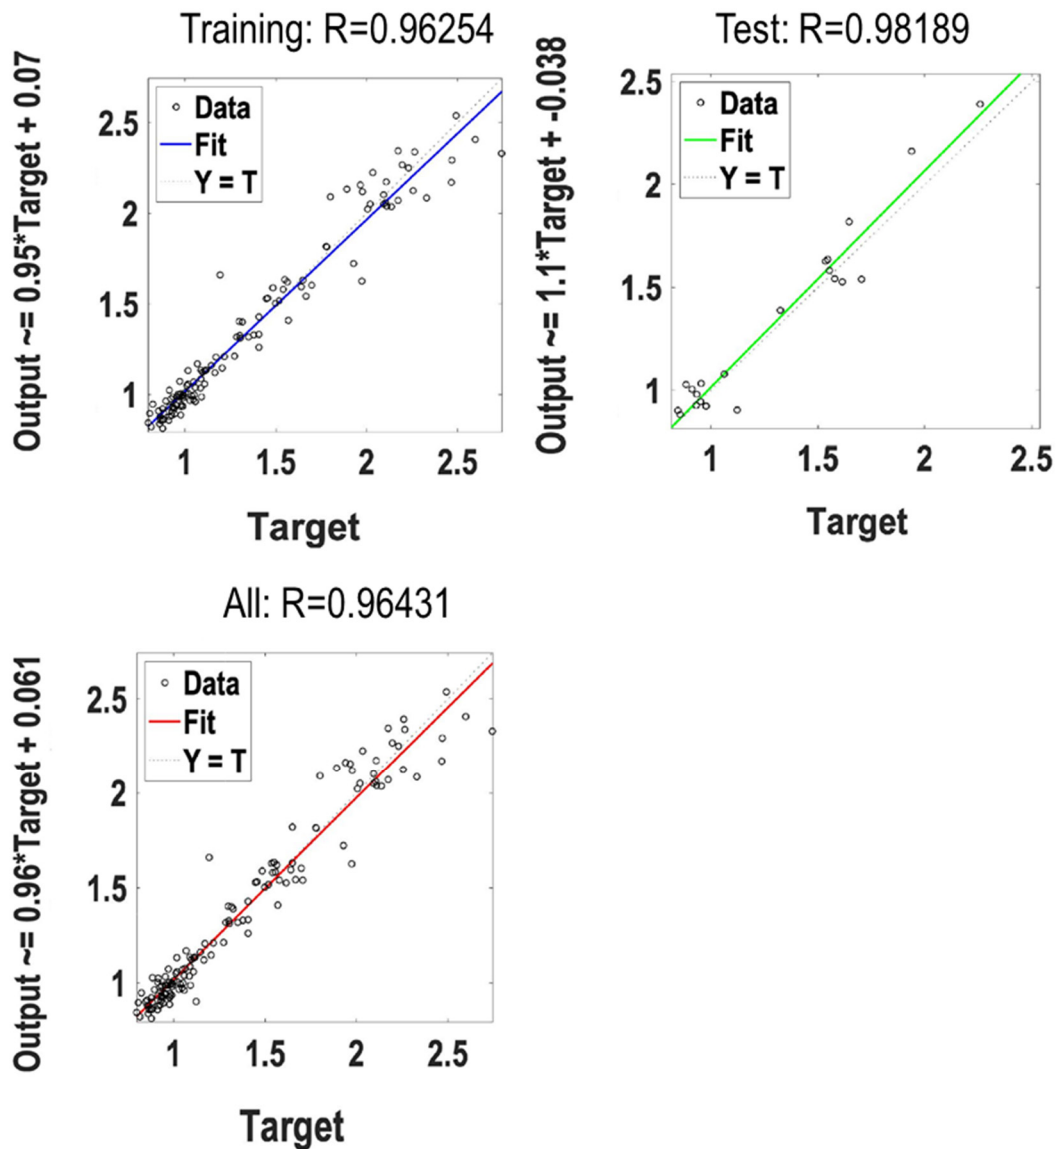 Training: R=0.96254
Output ~= 0.95*Target + 0.07
Data
Fit
Y = T
2.5
2
1.5
1
1 1.5 2 2.5
Target
Test: R=0.98189
Output ~= 1.1*Target + -0.038
Data
Fit
Y = T
2.5
2
1.5
1
1 1.5 2 2.5
Target
All: R=0.96431
Output ~= 0.96*Target + 0.061
Data
Fit
Y = T
2.5
2
1.5
1
1 1.5 2 2.5
Target